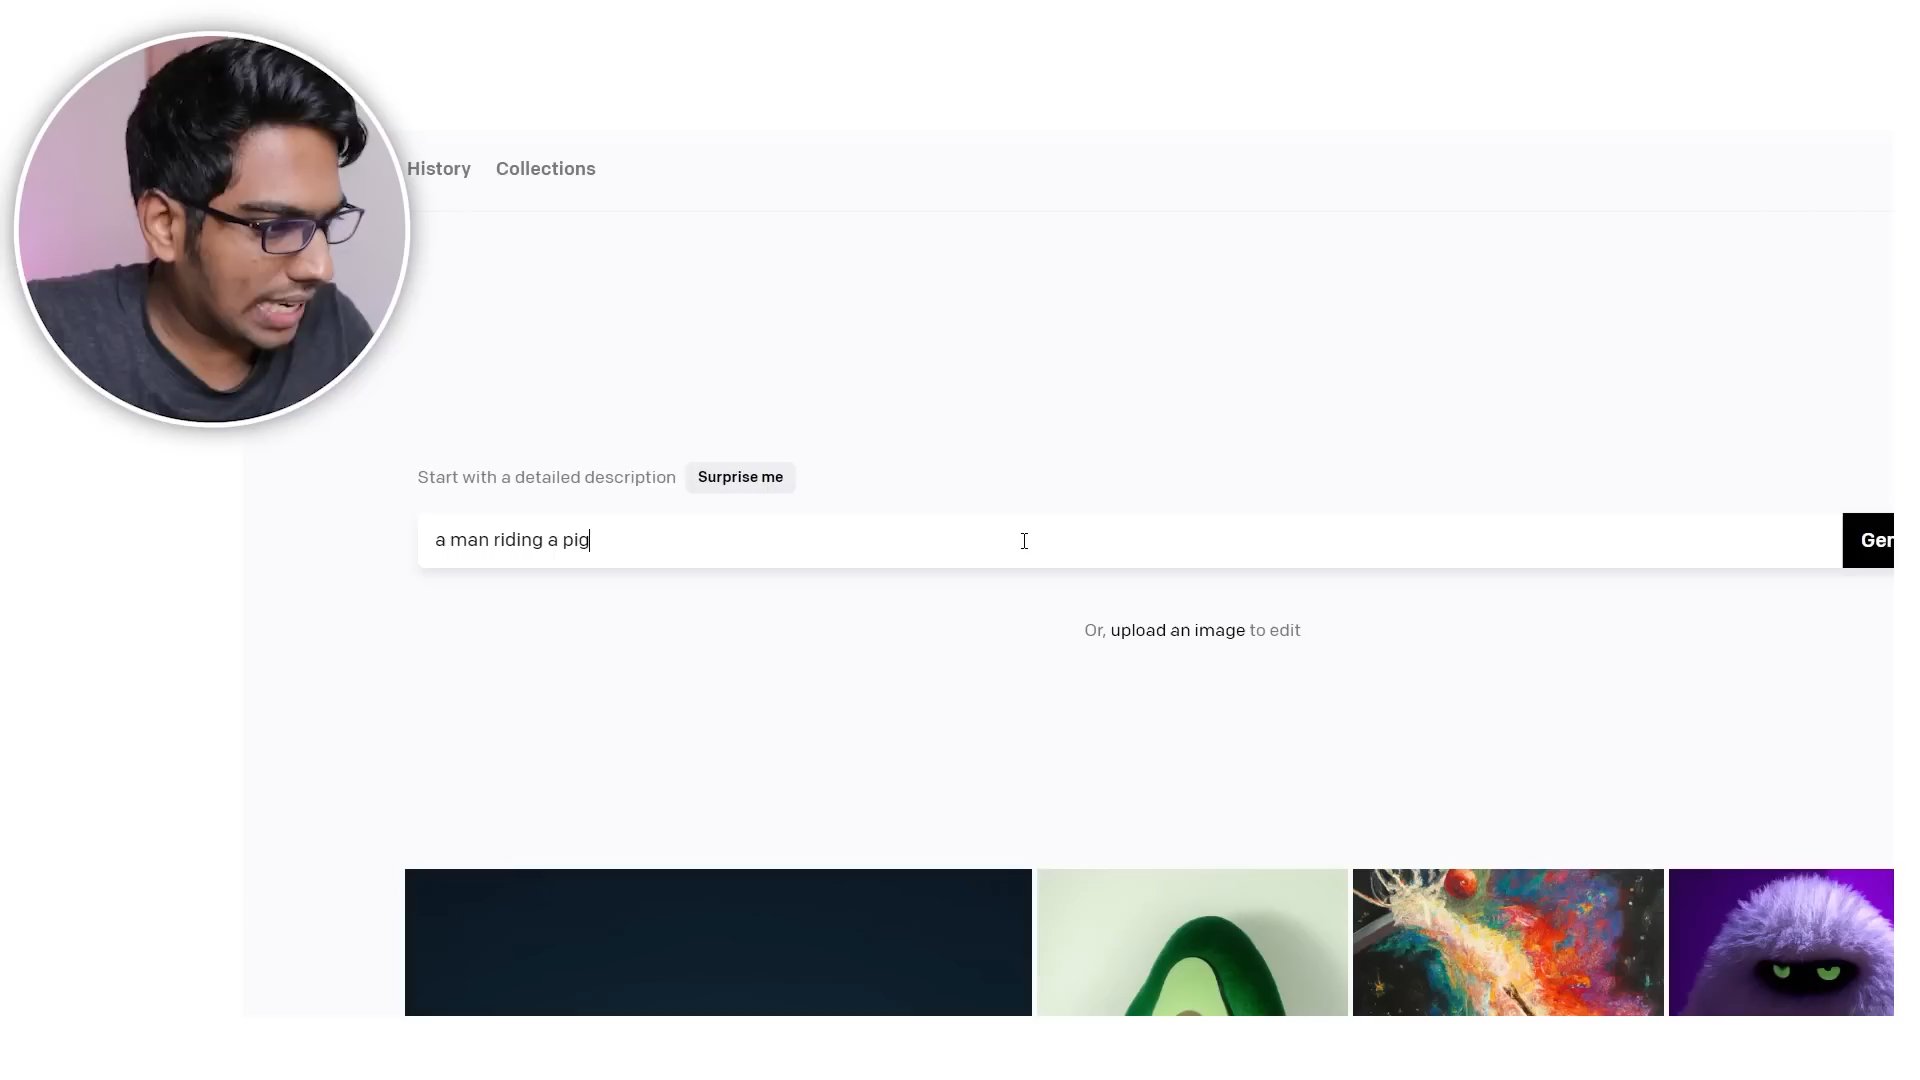 History Collections
Start with a detailed description Surprise me
a man riding a pig
Or, upload an image to edit